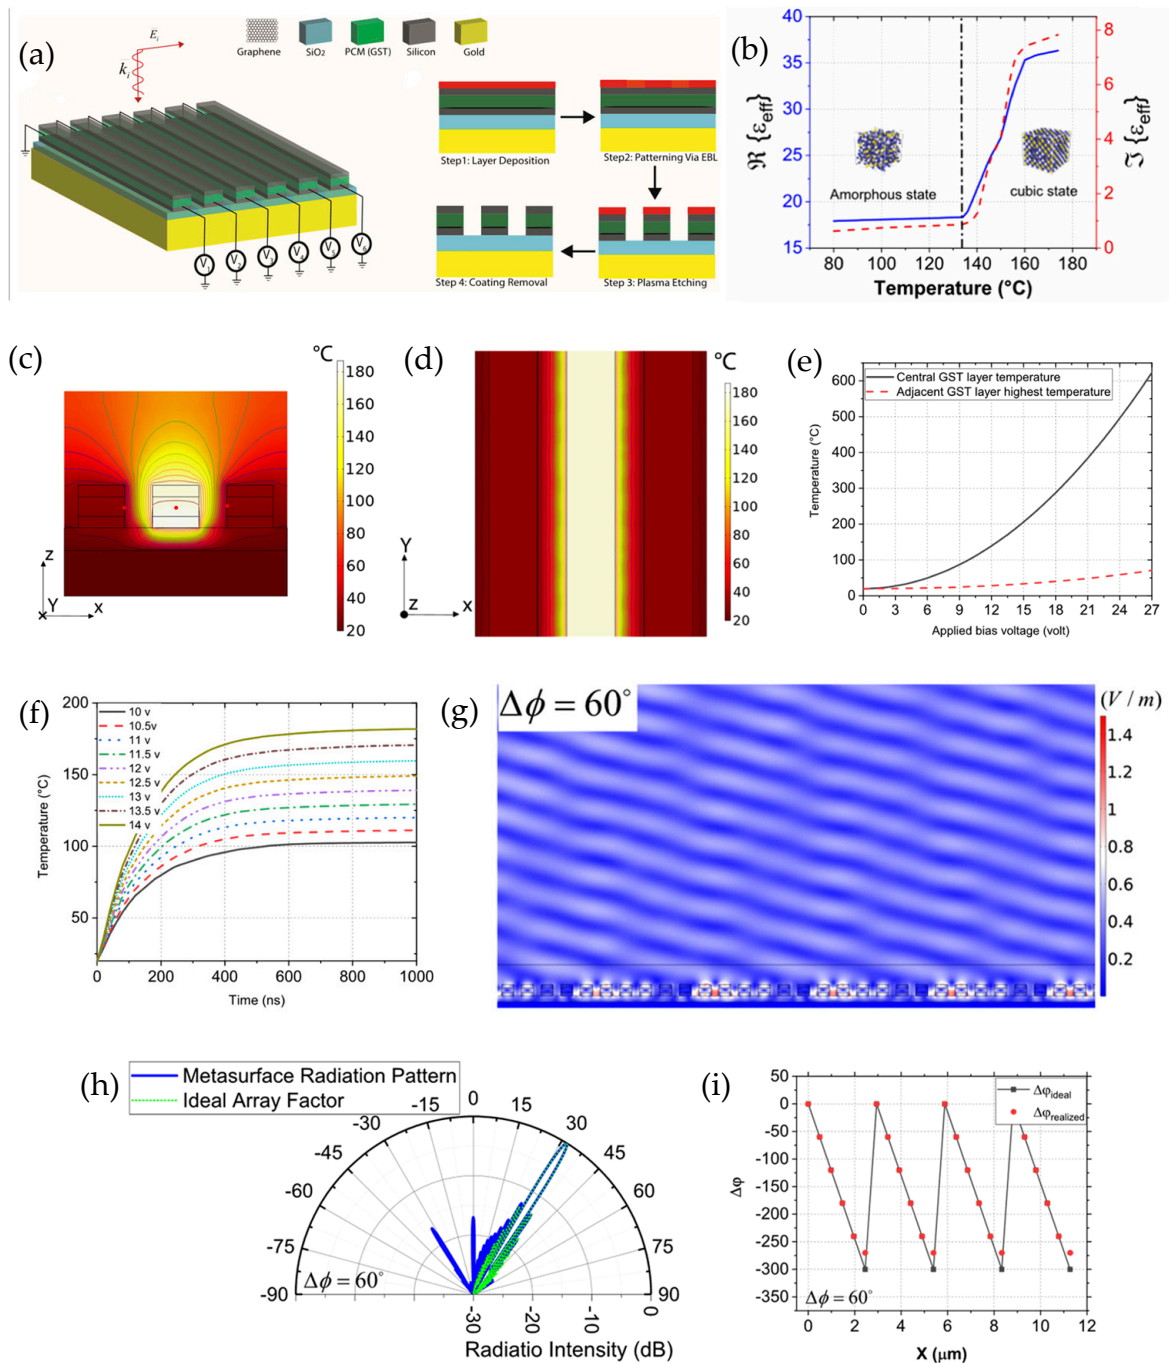 (a)
E⃗i
ki
Graphene
SiO2
PCM (GST)
Silicon
Gold
V1
V2
V3
V4
V5
V6
Step1: Layer Deposition
Step2: Patterning Via EBL
Step 4: Coating Removal
Step 3: Plasma Etching
(b)
ℜ {εeff}
40
35
30
25
20
15
8
6
4
2
0
ℑ {εeff}
Amorphous state
cubic state
80 100 120 140 160 180
Temperature (°C)
(c)
°C
180
160
140
120
100
80
60
40
20
z
Y
x
(d)
°C
180
160
140
120
100
80
60
40
20
Y
z
x
(e)
Central GST layer temperature
Adjacent GST layer highest temperature
Temperature (°C)
600
500
400
300
200
100
0
0 3 6 9 12 15 18 21 24 27
Applied bias voltage (volt)
(f)
Temperature (°C)
200
150
100
50
10 v
10.5v
11 v
11.5 v
12 v
12.5 v
13 v
13.5 v
14 v
0 200 400 600 800 1000
Time (ns)
(g)
Δϕ = 60°
(V / m)
1.4
1.2
1
0.8
0.6
0.4
0.2
(h)
Metasurface Radiation Pattern
Ideal Array Factor
-90
-75
-60
-45
-30
-15
0
15
30
45
60
75
90
Δϕ = 60°
-30
-20
-10
0
Radiatio Intensity (dB)
(i)
Δφ
50
0
-50
-100
-150
-200
-250
-300
-350
Δφideal
Δφrealized
Δϕ = 60°
0 2 4 6 8 10 12
X (μm)